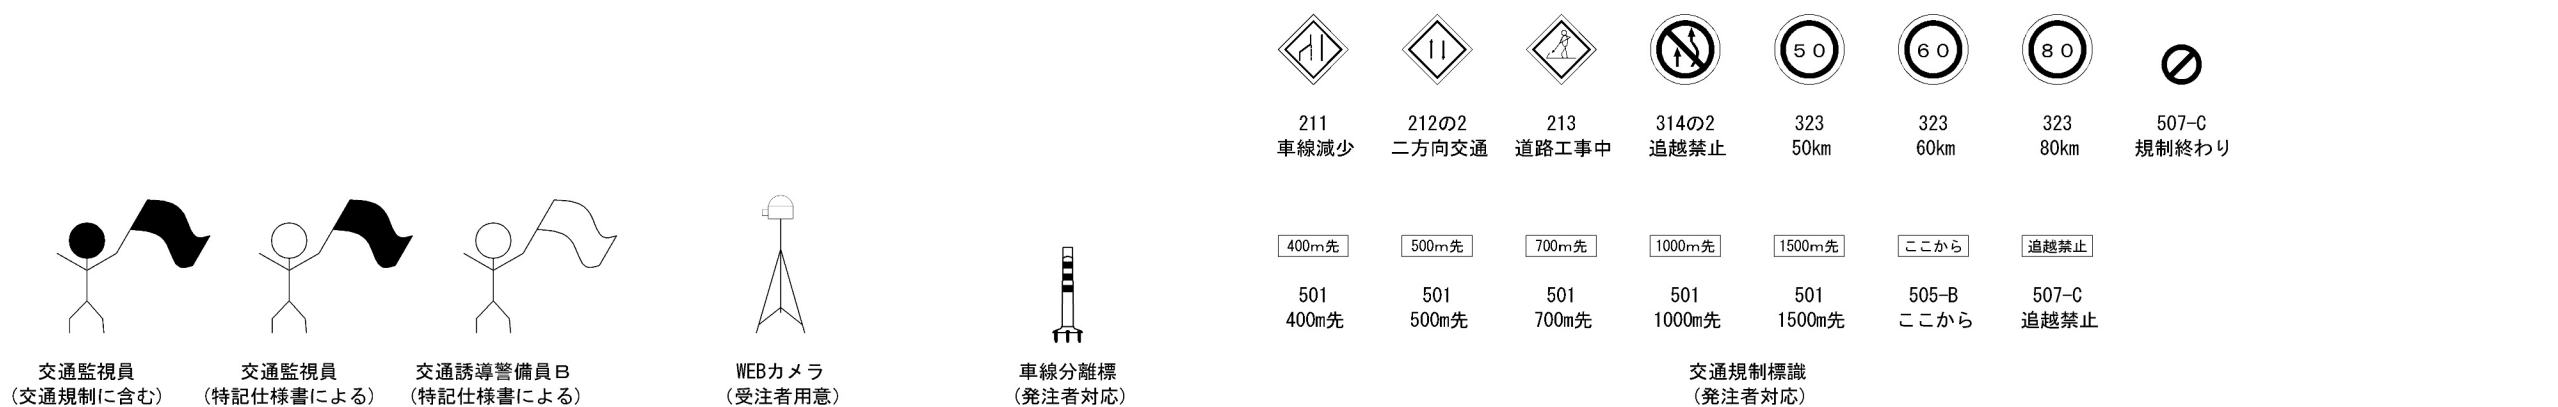 50
60
80
211
車線減少
212の2
二方向交通
213
道路工事中
314の2
追越禁止
323
50km
323
60km
323
80km
507-C
規制終わり
400m先
500m先
700m先
1000m先
1500m先
ここから
追越禁止
501
400m先
501
500m先
501
700m先
501
1000m先
501
1500m先
505-B
ここから
507-C
追越禁止
交通監視員
(交通規制に含む)
交通監視員
(特記仕様書による)
交通誘導警備員B
(特記仕様書による)
WEBカメラ
(受注者用意)
車線分離標
(発注者対応)
交通規制標識
(発注者対応)